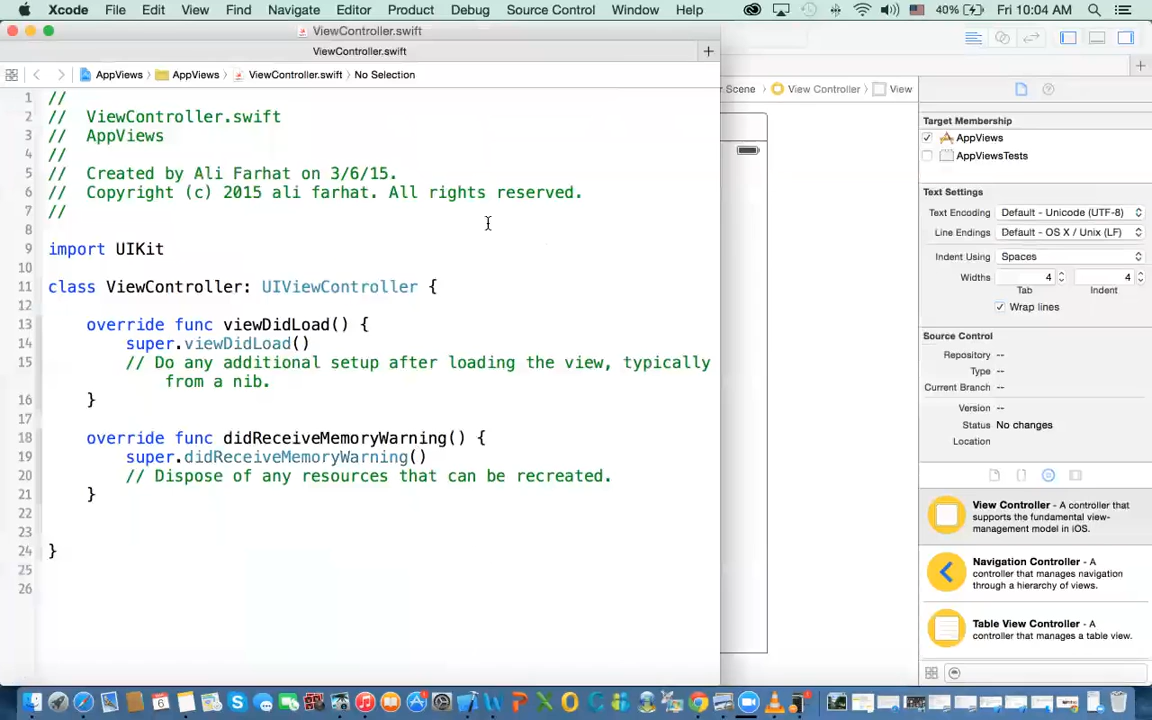 Xcode File Edit View Find Navigate Editor Product Debug Source Control Window Help 40% Fri 10:04 AM
ViewController.swift
ViewController.swift
AppViews AppViews ViewController.swift No Selection
r Scene View Controller View
1 //
2 // ViewController.swift
3 // AppViews
4 //
5 // Created by Ali Farhat on 3/6/15.
6 // Copyright (c) 2015 ali farhat. All rights reserved.
7 //
8
9 import UIKit
10
11 class ViewController: UIViewController {
12
13 override func viewDidLoad() {
14 super.viewDidLoad()
15 // Do any additional setup after loading the view, typically
from a nib.
16 }
17
18 override func didReceiveMemoryWarning() {
19 super.didReceiveMemoryWarning()
20 // Dispose of any resources that can be recreated.
21 }
22
23
24 }
25
26
Target Membership
AppViews
AppViewsTests
Text Settings
Text Encoding Default - Unicode (UTF-8)
Line Endings Default - OS X / Unix (LF)
Indent Using Spaces
Widths 4 4
Tab Indent
Wrap lines
Source Control
Repository --
Type --
Current Branch --
Version --
Status No changes
Location
View Controller - A controller that
supports the fundamental view-
management model in iOS.
Navigation Controller - A
controller that manages navigation
through a hierarchy of views.
Table View Controller - A
controller that manages a table view.